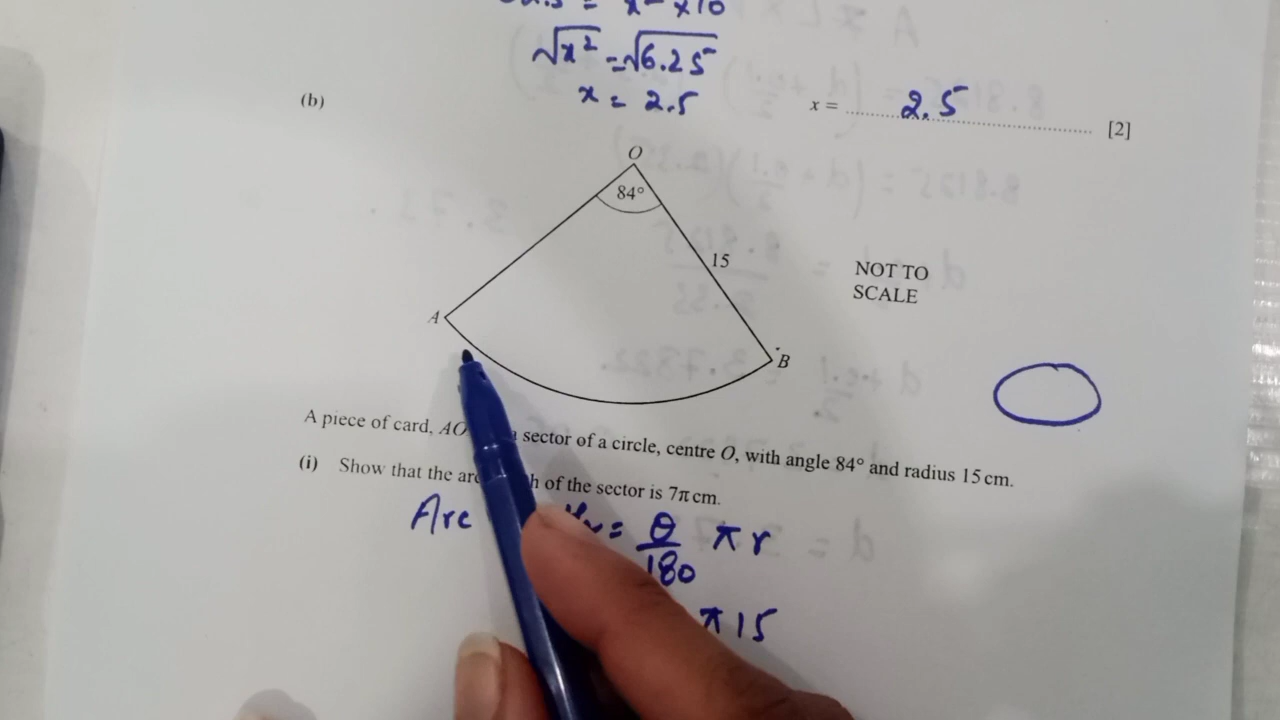 √x² = √6.25
(b)
x = 2.5
x = 2.5
[2]
O
84°
15
NOT TO
SCALE
A
B
A piece of card, AO sector of a circle, centre O, with angle 84° and radius 15 cm.
(i) Show that the of the sector is 7π cm.
Arc = θ/180 π r
π 15